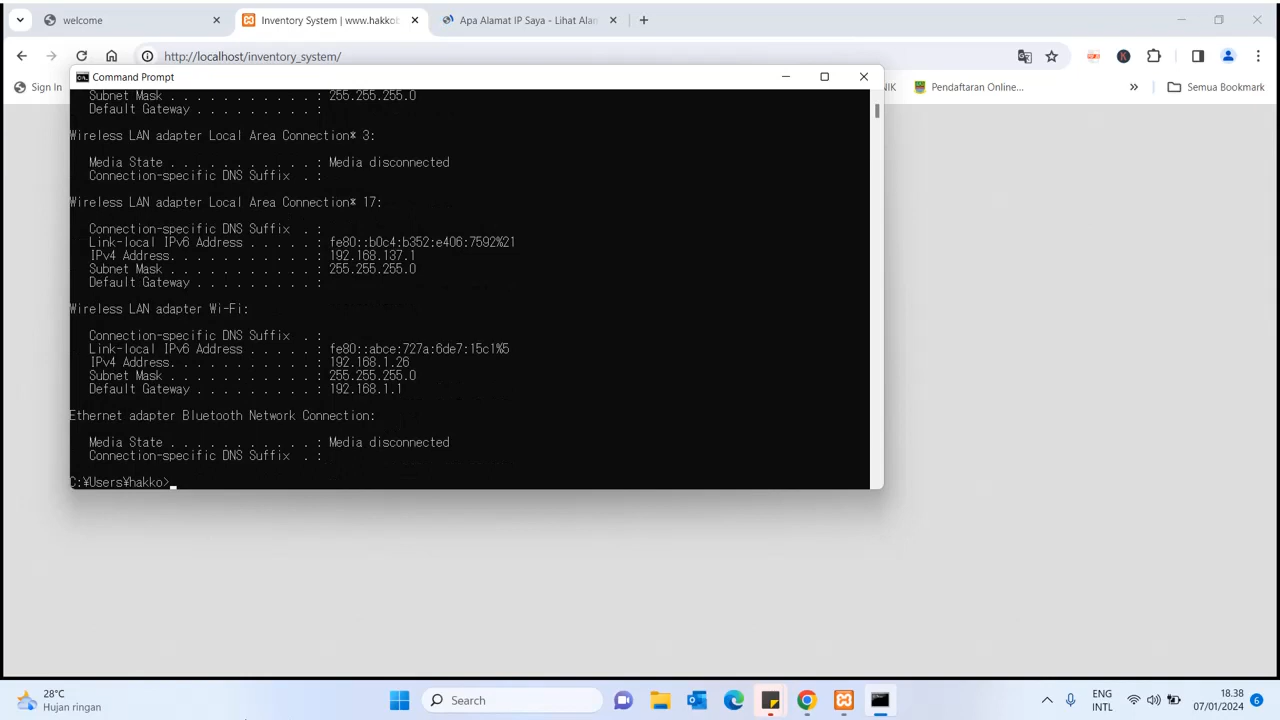 welcome
Inventory System | www.hakkob
Apa Alamat IP Saya - Lihat Alam
http://localhost/inventory_system/
Sign In
NIK
Pendaftaran Online...
Semua Bookmark
Command Prompt
Subnet Mask . . . . . . . . . . . : 255.255.255.0
Default Gateway . . . . . . . . . :
Wireless LAN adapter Local Area Connection* 3:
Media State . . . . . . . . . . . : Media disconnected
Connection-specific DNS Suffix  . :
Wireless LAN adapter Local Area Connection* 17:
Connection-specific DNS Suffix  . :
Link-local IPv6 Address . . . . . : fe80::b0c4:b352:e406:7592%21
IPv4 Address. . . . . . . . . . . : 192.168.137.1
Subnet Mask . . . . . . . . . . . : 255.255.255.0
Default Gateway . . . . . . . . . :
Wireless LAN adapter Wi-Fi:
Connection-specific DNS Suffix  . :
Link-local IPv6 Address . . . . . : fe80::abce:727a:6de7:15c1%5
IPv4 Address. . . . . . . . . . . : 192.168.1.26
Subnet Mask . . . . . . . . . . . : 255.255.255.0
Default Gateway . . . . . . . . . : 192.168.1.1
Ethernet adapter Bluetooth Network Connection:
Media State . . . . . . . . . . . : Media disconnected
Connection-specific DNS Suffix  . :
C:¥Users¥hakko>
28°C
Hujan ringan
Search
ENG
INTL
18.38
07/01/2024
6